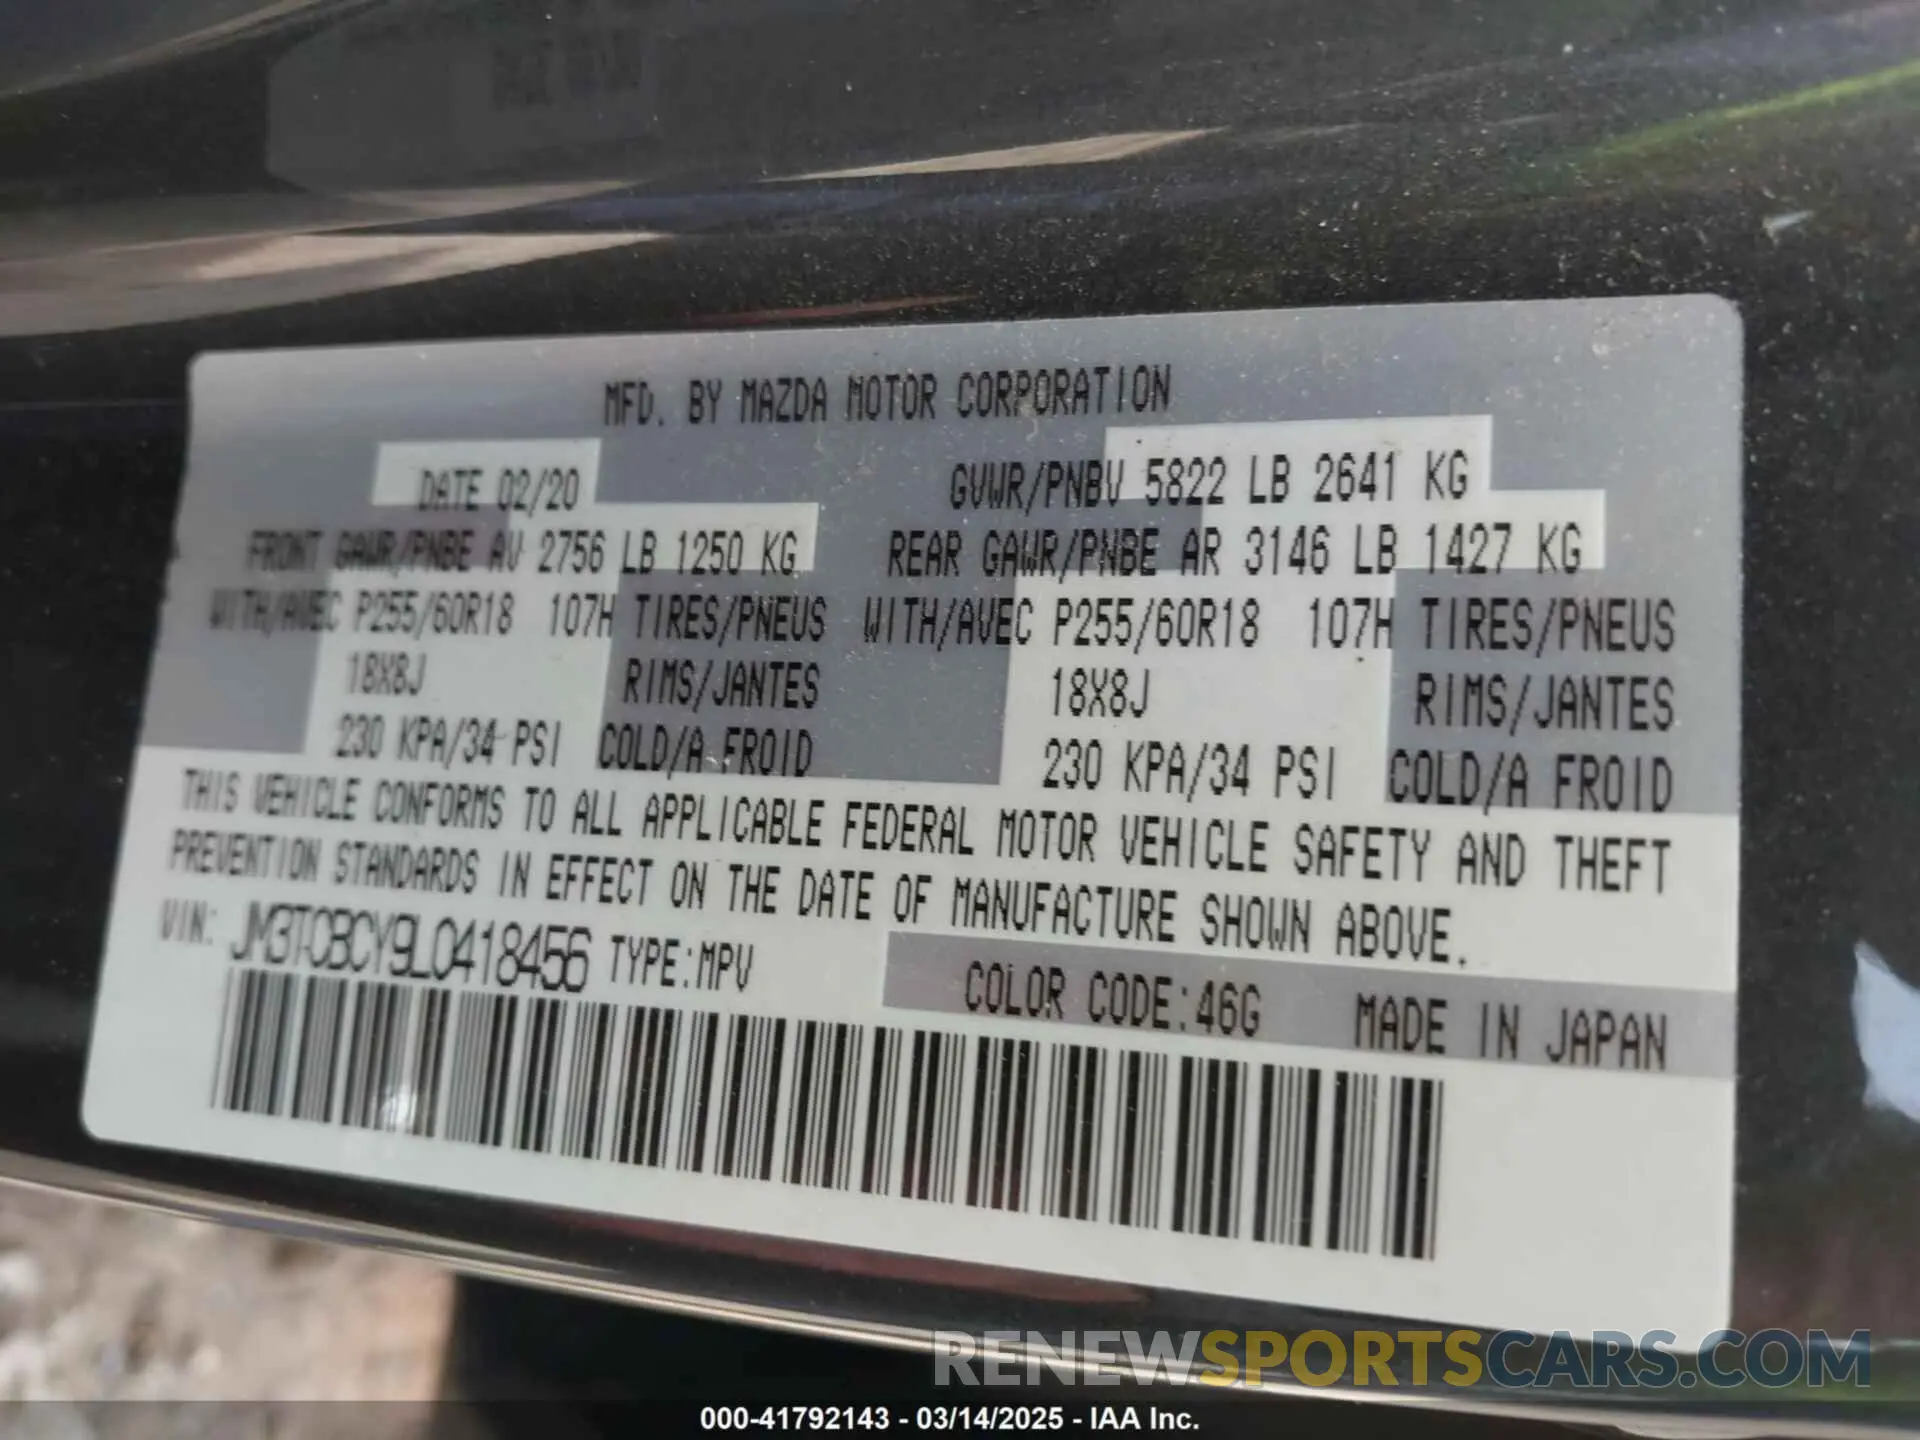 MFD. BY MAZDA MOTOR CORPORATION
DATE 02/20 GVWR/PNBV 5822 LB 2641 KG
FRONT GAWR/PNBE AV 2756 LB 1250 KG REAR GAWR/PNBE AR 3146 LB 1427 KG
WITH/AVEC P255/60R18 107H TIRES/PNEUS WITH/AVEC P255/60R18 107H TIRES/PNEUS
18X8J RIMS/JANTES 18X8J RIMS/JANTES
230 KPA/34 PSI COLD/A FROID 230 KPA/34 PSI COLD/A FROID
THIS VEHICLE CONFORMS TO ALL APPLICABLE FEDERAL MOTOR VEHICLE SAFETY AND THEFT
PREVENTION STANDARDS IN EFFECT ON THE DATE OF MANUFACTURE SHOWN ABOVE.
VIN: JM3TCBCY9L0418456 TYPE:MPV COLOR CODE:46G MADE IN JAPAN
RENEWSPORTSCARS.COM
000-41792143 - 03/14/2025 - IAA Inc.